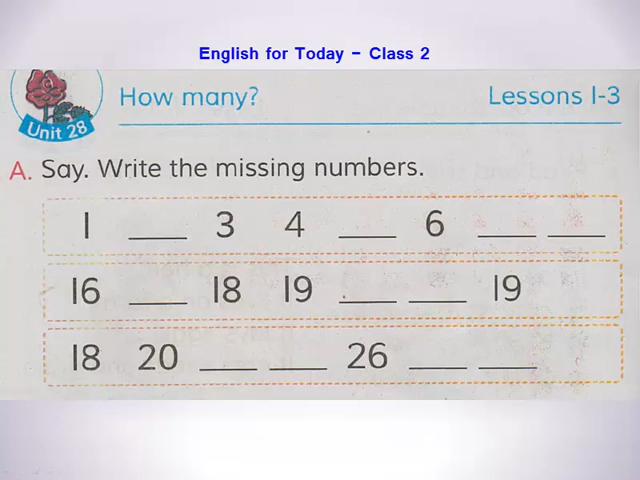 English for Today - Class 2
How many? Lessons 1-3
Unit 28
A. Say. Write the missing numbers.
1 ___ 3 4 ___ 6 ___ ___
16 ___ 18 19 ___ ___ 19
18 20 ___ ___ 26 ___ ___